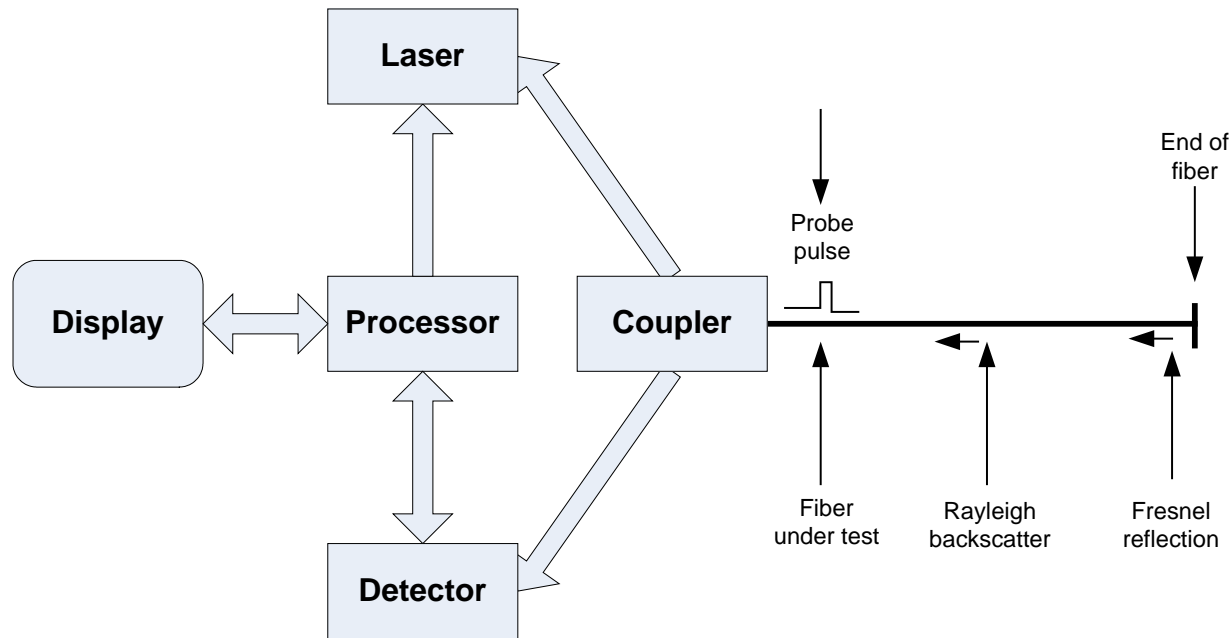 Laser
End of
fiber
Probe
pulse
Display
Processor
Coupler
Fiber
under test
Rayleigh
backscatter
Fresnel
reflection
Detector